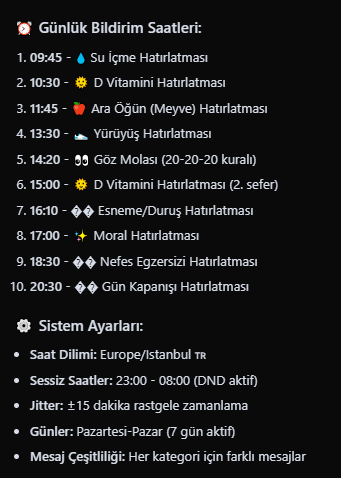 ⏰ Günlük Bildirim Saatleri:
1. 09:45 - 💧 Su İçme Hatırlatması
2. 10:30 - 🌞 D Vitamini Hatırlatması
3. 11:45 - 🍎 Ara Öğün (Meyve) Hatırlatması
4. 13:30 - 👟 Yürüyüş Hatırlatması
5. 14:20 - 👀 Göz Molası (20-20-20 kuralı)
6. 15:00 - 🌞 D Vitamini Hatırlatması (2. sefer)
7. 16:10 - �� Esneme/Duruş Hatırlatması
8. 17:00 - ✨ Moral Hatırlatması
9. 18:30 - �� Nefes Egzersizi Hatırlatması
10. 20:30 - �� Gün Kapanışı Hatırlatması
⚙️ Sistem Ayarları:
• Saat Dilimi: Europe/Istanbul 🇹🇷
• Sessiz Saatler: 23:00 - 08:00 (DND aktif)
• Jitter: ±15 dakika rastgele zamanlama
• Günler: Pazartesi-Pazar (7 gün aktif)
• Mesaj Çeşitliliği: Her kategori için farklı mesajlar